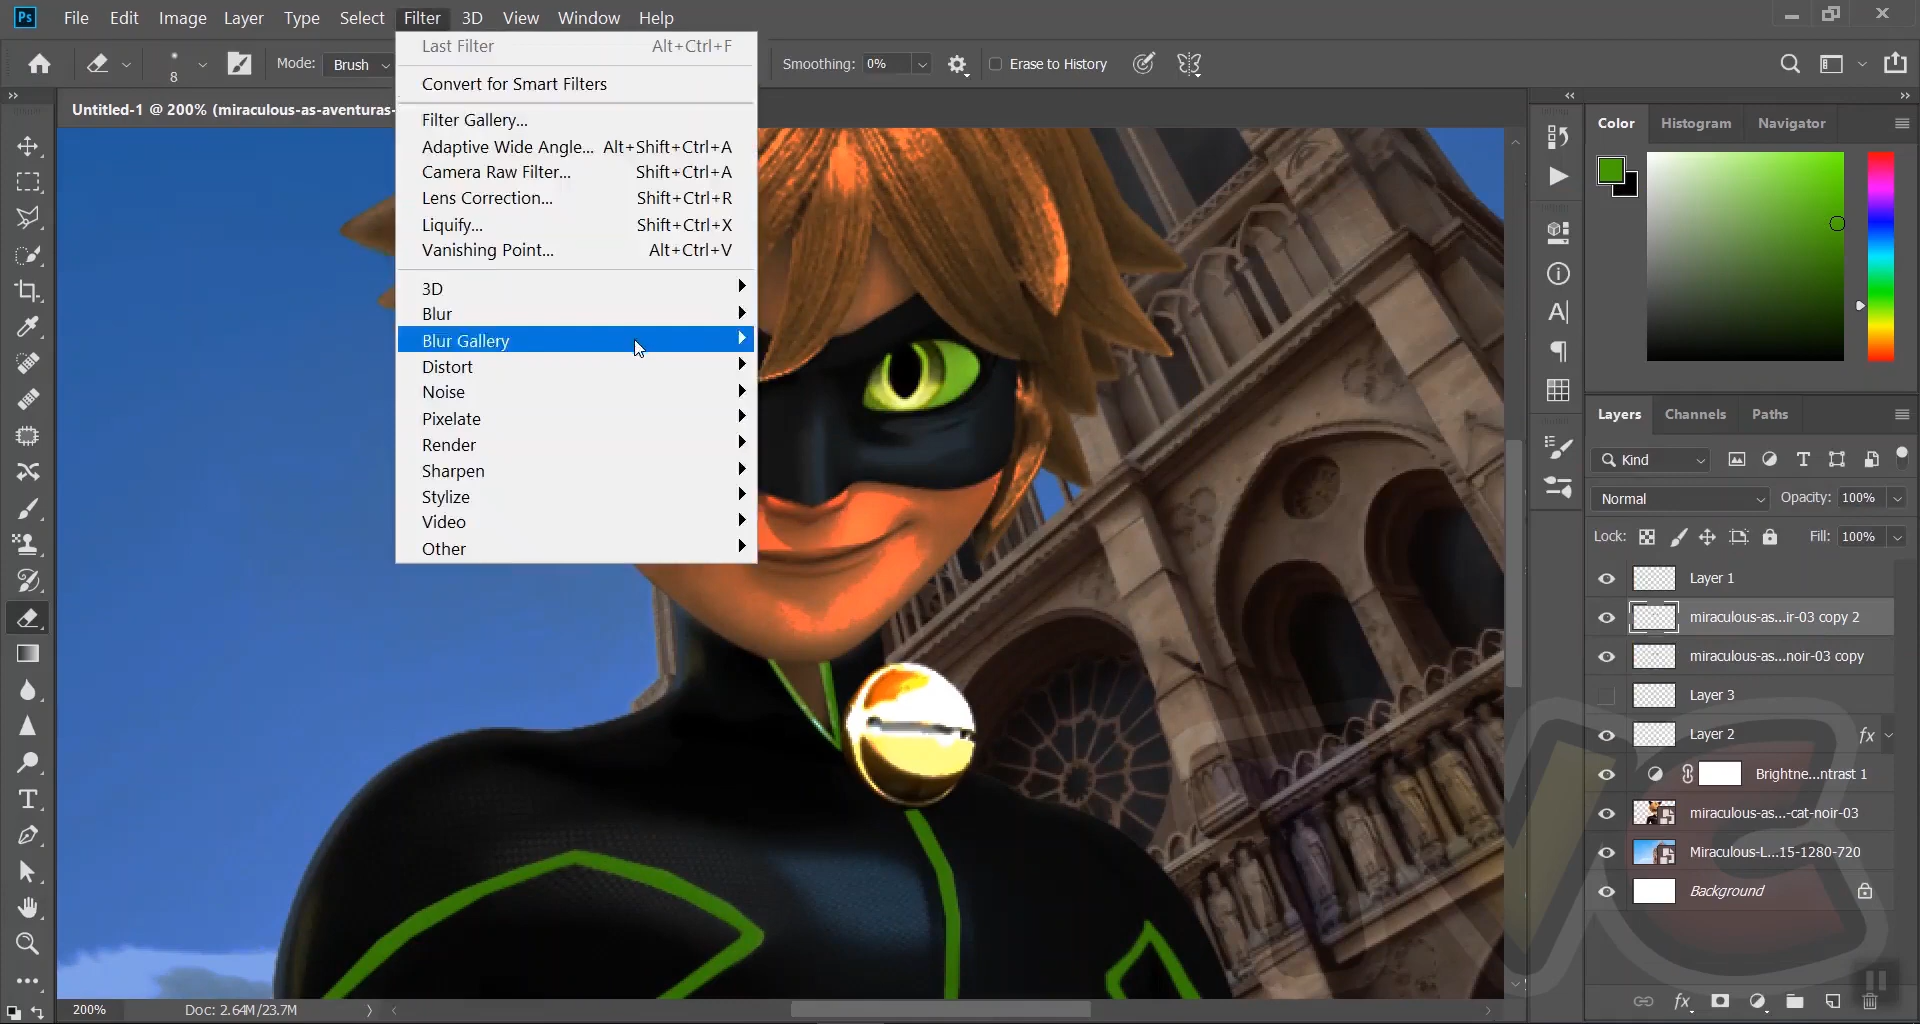 Ps File Edit Image Layer Type Select Filter 3D View Window Help
8 Mode: Brush Smoothing: 0% Erase to History
Untitled-1 @ 200% (miraculous-as-aventuras-
Last Filter Alt+Ctrl+F
Convert for Smart Filters
Filter Gallery...
Adaptive Wide Angle... Alt+Shift+Ctrl+A
Camera Raw Filter... Shift+Ctrl+A
Lens Correction... Shift+Ctrl+R
Liquify... Shift+Ctrl+X
Vanishing Point... Alt+Ctrl+V
3D
Blur
Blur Gallery
Distort
Noise
Pixelate
Render
Sharpen
Stylize
Video
Other
Color Histogram Navigator
Layers Channels Paths
Kind
Normal Opacity: 100%
Lock: Fill: 100%
Layer 1
miraculous-as...ir-03 copy 2
miraculous-as...noir-03 copy
Layer 3
Layer 2 fx
Brightne...ntrast 1
miraculous-as...-cat-noir-03
Miraculous-L...15-1280-720
Background
200% Doc: 2.64M/23.7M
fx